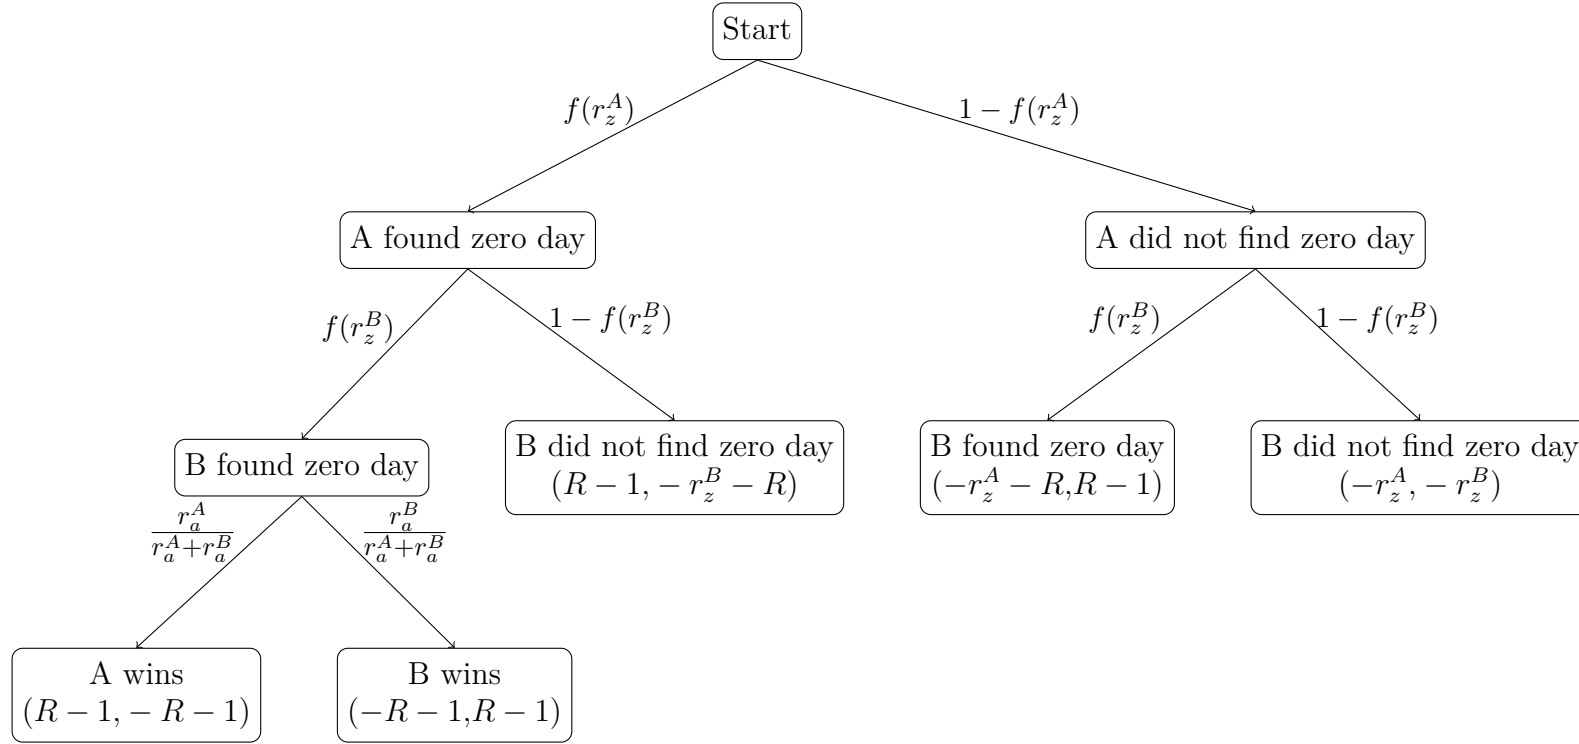 Start
f(r_z^A)
1 − f(r_z^A)
A found zero day
A did not find zero day
f(r_z^B)
1 − f(r_z^B)
f(r_z^B)
1 − f(r_z^B)
B found zero day
B did not find zero day
(R − 1, − r_z^B − R)
B found zero day
(−r_z^A − R,R − 1)
B did not find zero day
(−r_z^A, − r_z^B)
\frac{r_a^A}{r_a^A+r_a^B}
\frac{r_a^B}{r_a^A+r_a^B}
A wins
(R − 1, − R − 1)
B wins
(−R − 1,R − 1)